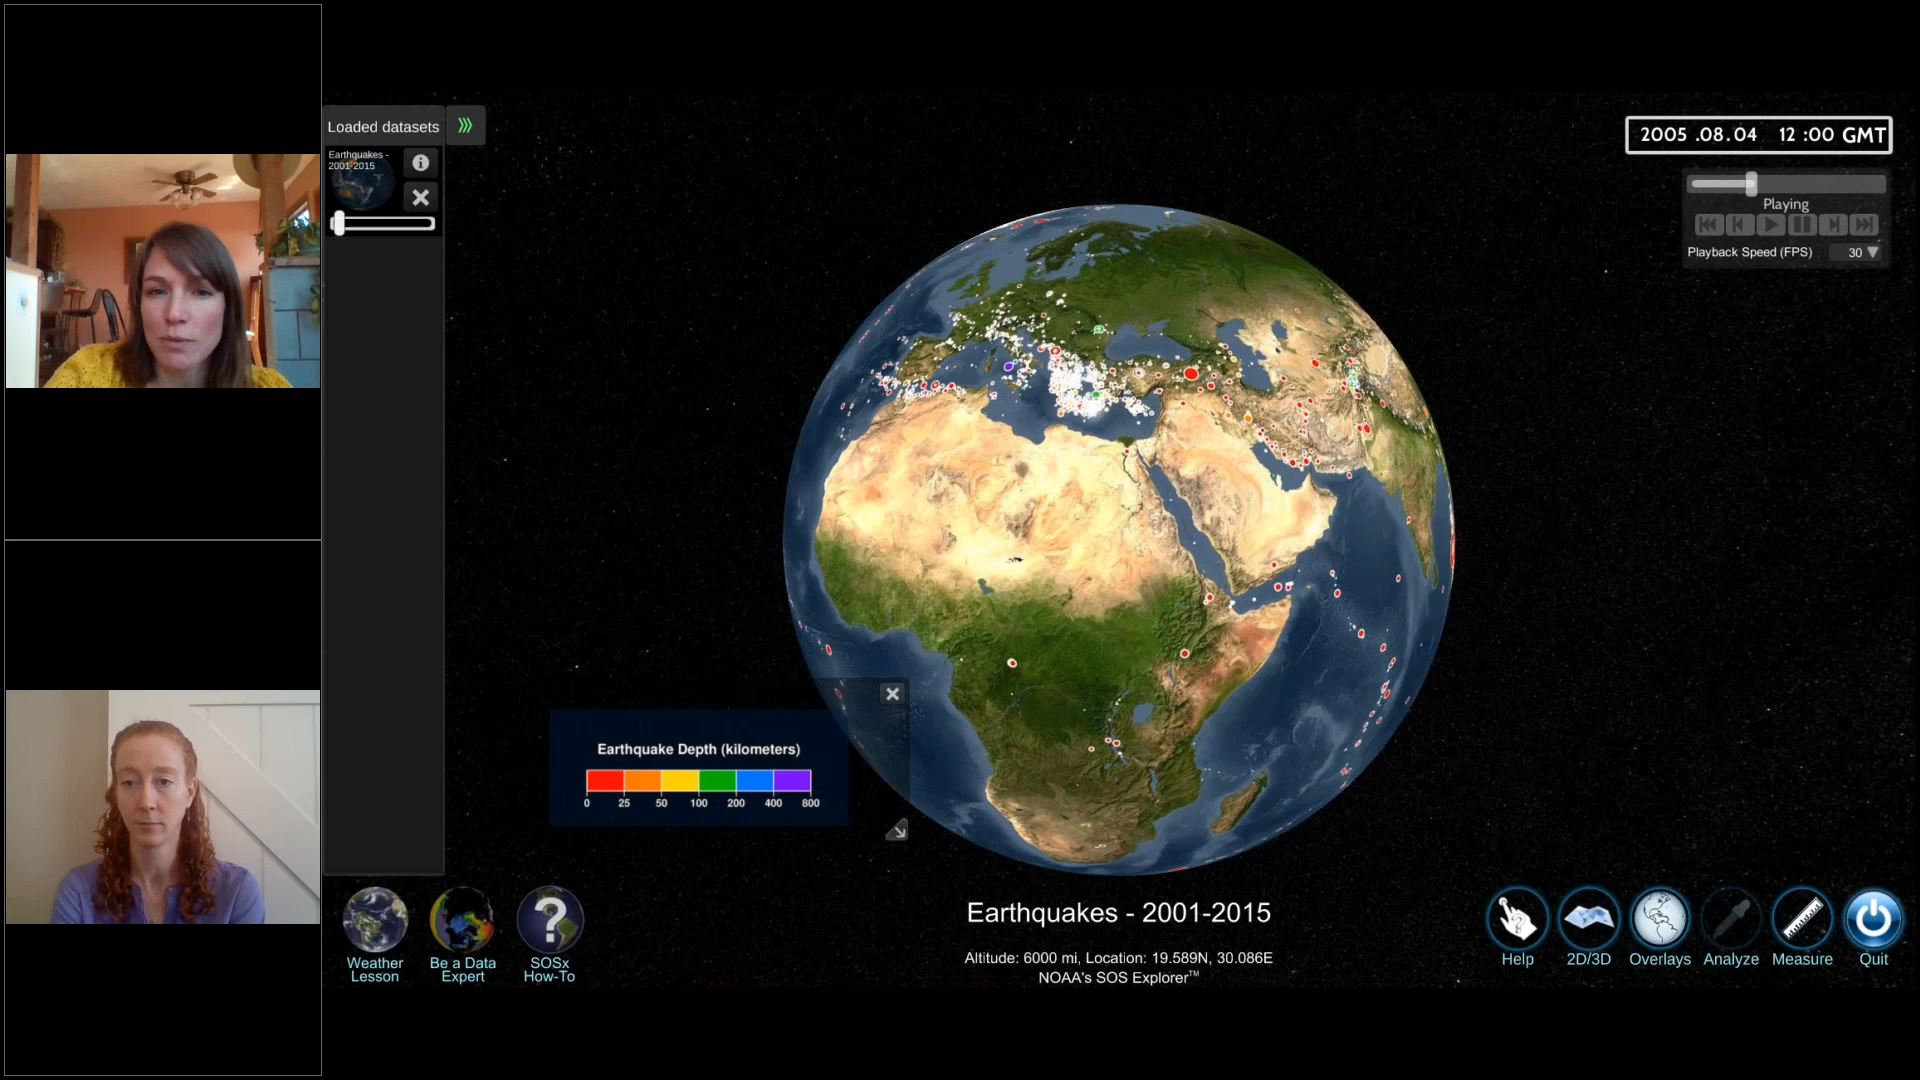 Loaded datasets
Earthquakes -
2001-2015
2005 .08.04 12 :00 GMT
Playing
Playback Speed (FPS) 30
Earthquake Depth (kilometers)
0 25 50 100 200 400 800
Earthquakes - 2001-2015
Altitude: 6000 mi, Location: 19.589N, 30.086E
NOAA's SOS Explorer™
Weather
Lesson
Be a Data
Expert
SOSx
How-To
Help
2D/3D
Overlays
Analyze
Measure
Quit